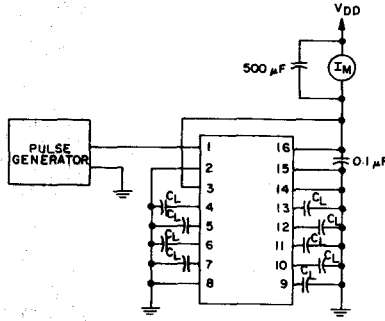 VDD
500 μF
IM
PULSE
GENERATOR
1
2
3
4
5
6
7
8
16
15
14
13
12
11
10
9
0.1 μF
CL
CL
CL
CL
CL
CL
CL
CL
CL